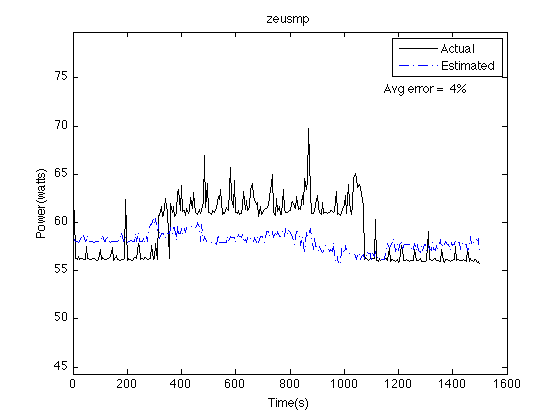 zeusmp
Actual
Estimated
Avg error = 4%
75
70
65
60
55
50
45
Power(watts)
0 200 400 600 800 1000 1200 1400 1600
Time(s)